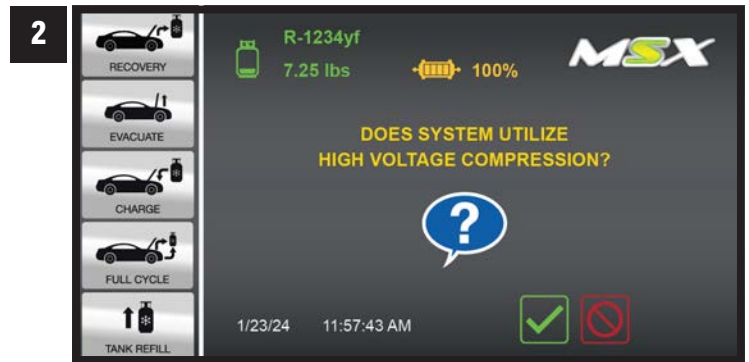 2
RECOVERY
EVACUATE
CHARGE
FULL CYCLE
TANK REFILL
R-1234yf
7.25 lbs
100%
MSX
DOES SYSTEM UTILIZE
HIGH VOLTAGE COMPRESSION?
?
1/23/24 11:57:43 AM